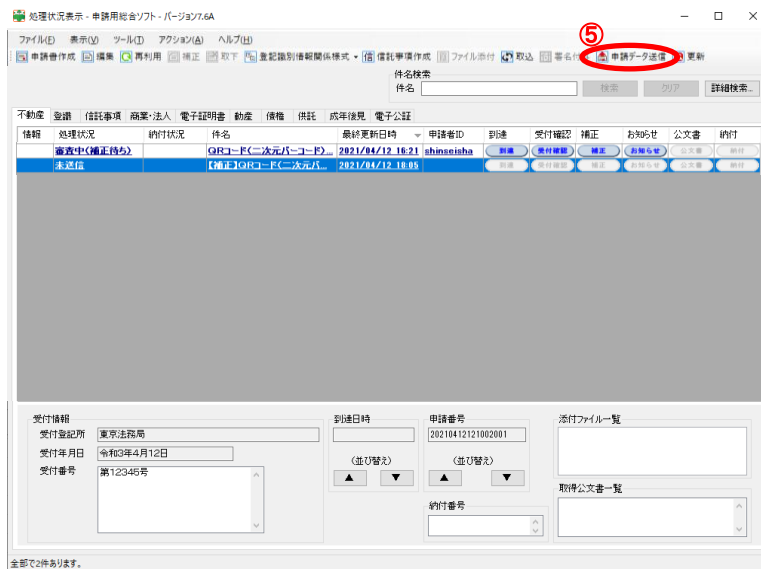 処理状況表示 - 申請用総合ソフト - バージョン7.6A
ファイル(F) 表示(V) ツール(T) アクション(A) ヘルプ(H)
⑤
申請書作成 編集 再利用 補正 取下 登記識別情報関係様式 信託事項作成 ファイル添付 取込 署名付 申請データ送信 更新
件名検索
件名 検索 クリア 詳細検索...
不動産 登識 信託事項 商業・法人 電子証明書 動産 債権 供託 成年後見 電子公証
情報 処理状況 納付状況 件名 最終更新日時 申請者ID 到達 受付確認 補正 お知らせ 公文書 納付
審査中(補正待ち) QRコード(二次元バーコード)... 2021/04/12 16:21 shinseisha 到達 受付確認 補正 お知らせ 公文書 納付
未送信 【補正】QRコード(二次元バ... 2021/04/12 18:05 到達 受付確認 補正 お知らせ 公文書 納付
受付情報 到達日時 申請番号 添付ファイル一覧
受付登記所 東京法務局 20210412121002001
受付年月日 令和3年4月12日
(並び替え) (並び替え)
受付番号 第12345号
▲ ▼ ▲ ▼
取得公文書一覧
納付番号
全部で2件あります。